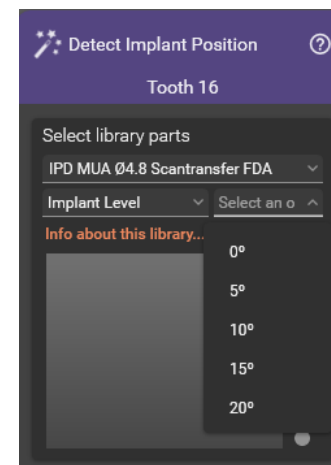 Detect Implant Position
Tooth 16
Select library parts
IPD MUA Ø4.8 Scantransfer FDA
Implant Level Select an o
Info about this library...
0º
5º
10º
15º
20º